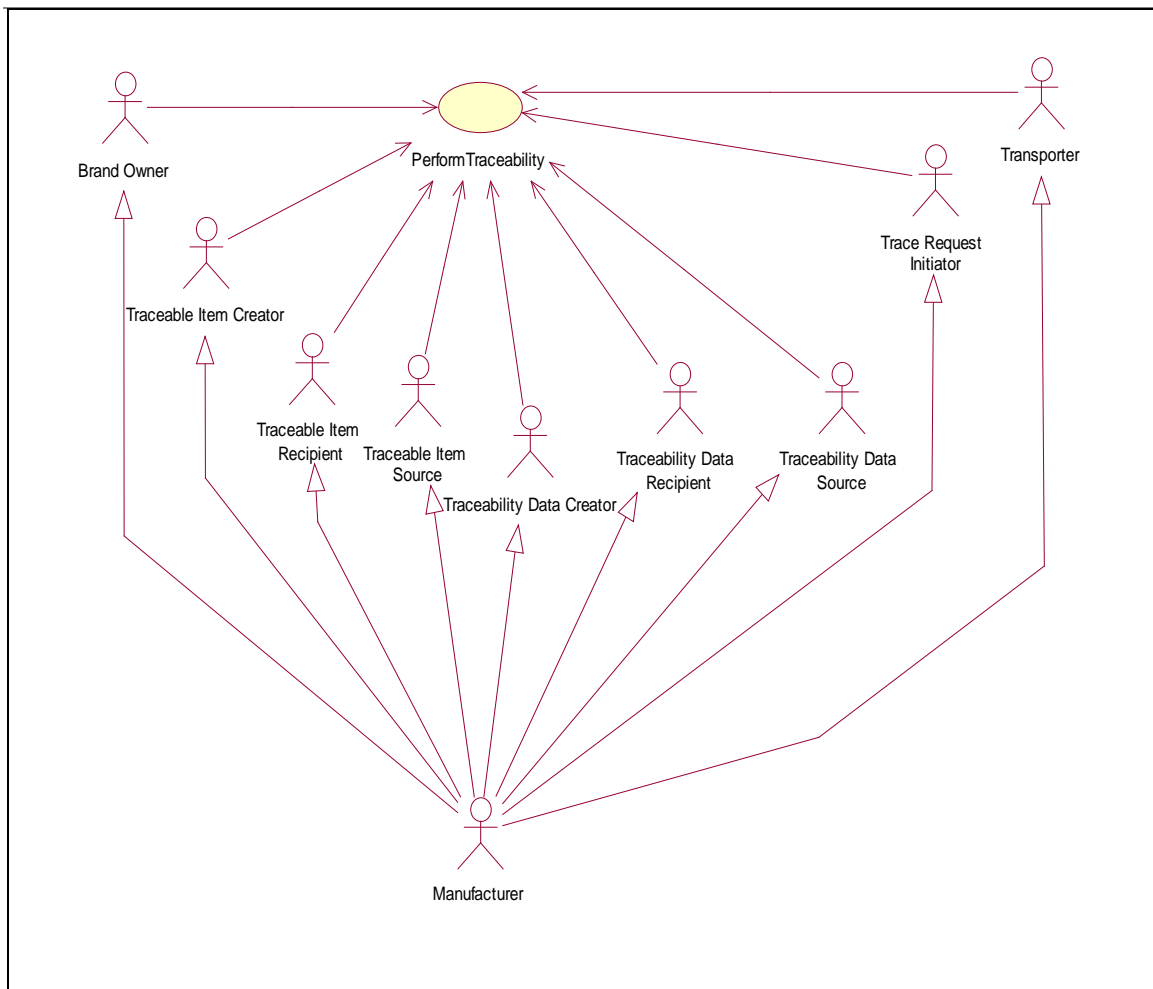 Brand Owner
PerformTraceability
Transporter
Trace Request
Initiator
Traceable Item Creator
Traceable Item
Recipient
Traceable Item
Source
Traceability Data Creator
Traceability Data
Recipient
Traceability Data
Source
Manufacturer